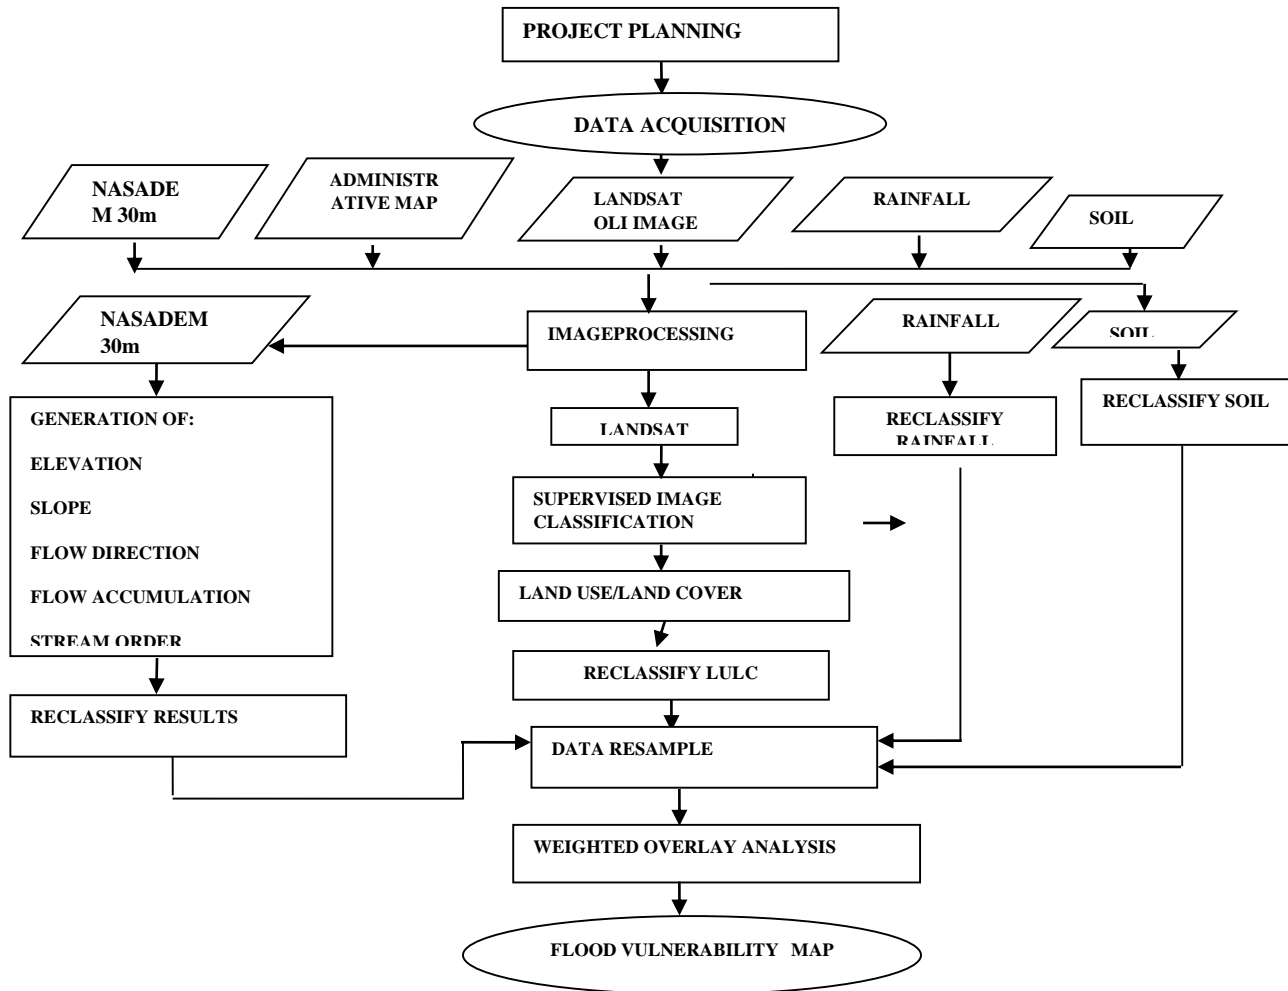 PROJECT PLANNING
DATA ACQUISITION
NASADE
M 30m
ADMINISTR
ATIVE MAP
LANDSAT
OLI IMAGE
RAINFALL
SOIL
NASADEM
30m
IMAGEPROCESSING
RAINFALL
SOIL
GENERATION OF:
ELEVATION
SLOPE
FLOW DIRECTION
FLOW ACCUMULATION
STREAM ORDER
LANDSAT
RECLASSIFY
RAINFALL
RECLASSIFY SOIL
SUPERVISED IMAGE
CLASSIFICATION
LAND USE/LAND COVER
RECLASSIFY LULC
RECLASSIFY RESULTS
DATA RESAMPLE
WEIGHTED OVERLAY ANALYSIS
FLOOD VULNERABILITY MAP